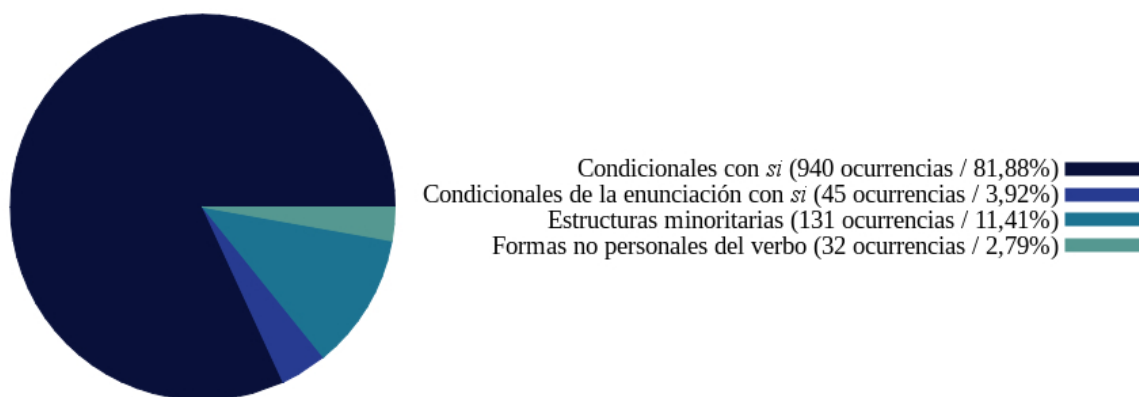 Condicionales con si (940 ocurrencias / 81,88%)
Condicionales de la enunciación con si (45 ocurrencias / 3,92%)
Estructuras minoritarias (131 ocurrencias / 11,41%)
Formas no personales del verbo (32 ocurrencias / 2,79%)